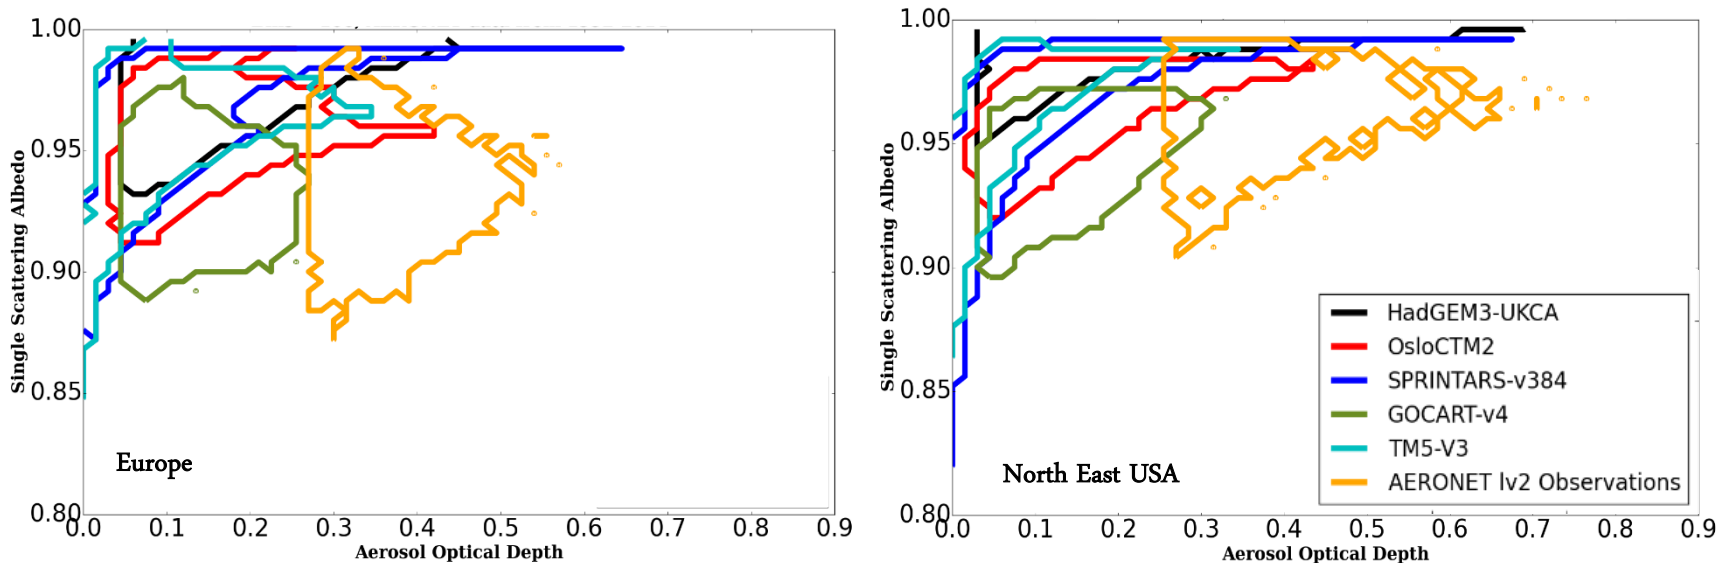 1.00
0.95
0.90
0.85
0.80
0.0 0.1 0.2 0.3 0.4 0.5 0.6 0.7 0.8 0.9
Single Scattering Albedo
Aerosol Optical Depth
Europe
1.00
0.95
0.90
0.85
0.80
0.0 0.1 0.2 0.3 0.4 0.5 0.6 0.7 0.8 0.9
Single Scattering Albedo
Aerosol Optical Depth
North East USA
HadGEM3-UKCA
OsloCTM2
SPRINTARS-v384
GOCART-v4
TM5-V3
AERONET lv2 Observations